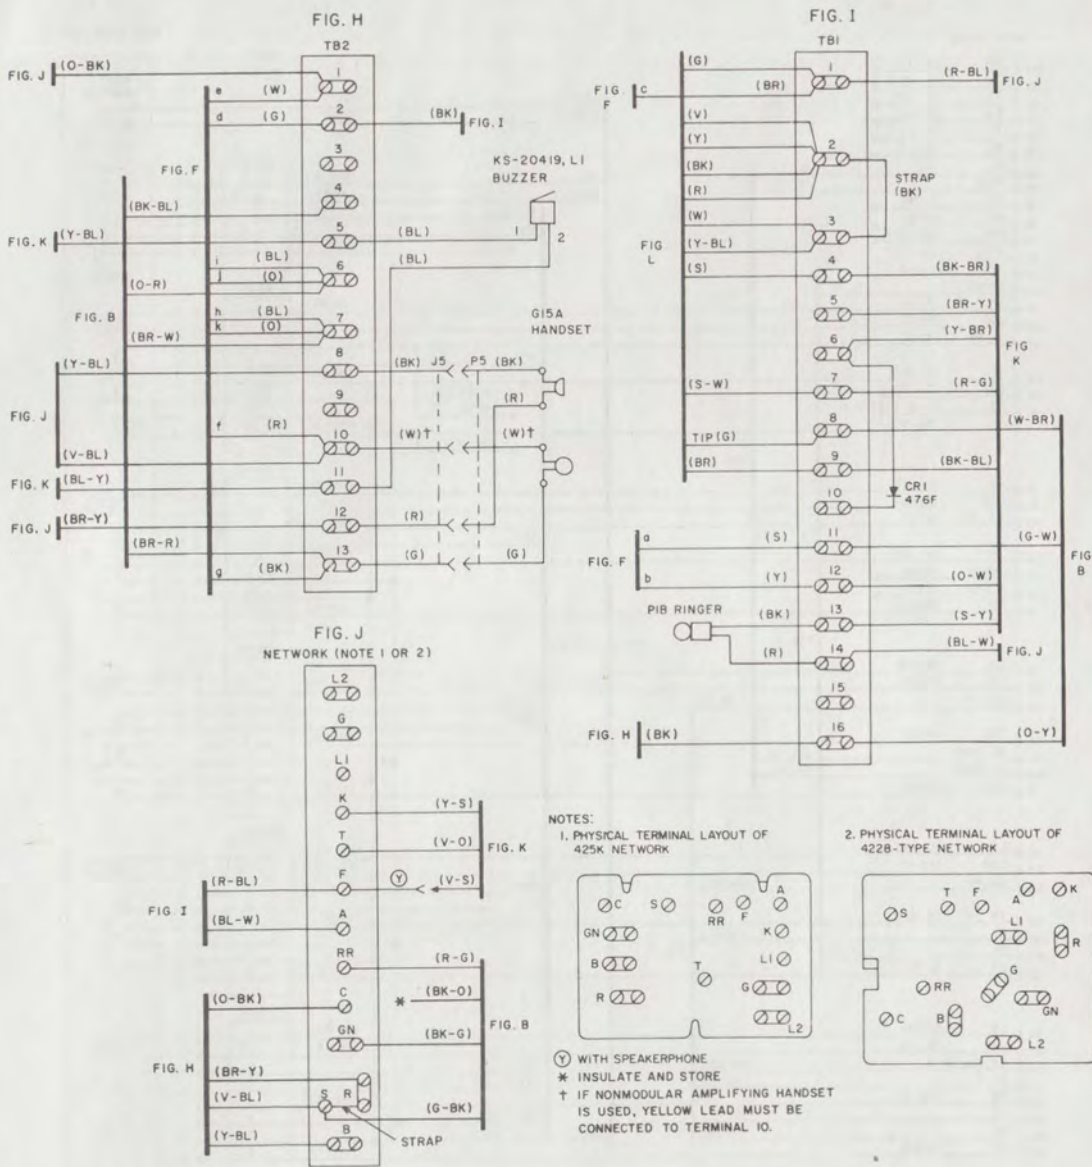 FIG. H
TB2
FIG. J (O-BK) 1
e (W)
d (G) 2 (BK) FIG. I
3
FIG. F
KS-20419, L1
BUZZER
4
(BK-BL)
FIG. K (Y-BL) 5 (BL) 1 2
i (BL)
j (O) 6 (BL)
(O-R)
FIG. B
h (BL)
k (O) 7
(BR-W)
G15A
HANDSET
(Y-BL) 8 (BK) J5 P5 (BK)
9 (R)
FIG. J
f (R) 10 (W)† (W)†
(V-BL)
FIG. K (BL-Y) 11
FIG. J (BR-Y) 12 (R)
(BR-R) 13 (G) (G)
g (BK)
FIG. I
TB1
(G) 1 (R-BL) FIG. J
FIG. F c (BR)
(V)
(Y) 2
(BK)
STRAP
(BK)
(R)
(W) 3
(Y-BL)
FIG L
(S) 4 (BK-BR)
5 (BR-Y)
6 (Y-BR)
FIG K
(S-W) 7 (R-G)
TIP (G) 8 (W-BR)
(BR) 9 (BK-BL)
CR1
476F
10
FIG. F a (S) 11 (G-W)
b (Y) 12 (O-W)
FIG B
P1B RINGER (BK) 13 (S-Y)
(R) 14 (BL-W) FIG. J
15
FIG. H (BK) 16 (O-Y)
FIG. J
NETWORK (NOTE 1 OR 2)
L2
G
L1
K (Y-S)
T (V-O) FIG. K
(R-BL) F Y (V-S)
FIG. I
(BL-W) A
RR (R-G)
(O-BK) C * (BK-O)
FIG. B
GN (BK-G)
FIG. H
(BR-Y)
(V-BL) S R (G-BK)
(Y-BL) B STRAP
NOTES:
1. PHYSICAL TERMINAL LAYOUT OF
425K NETWORK
C S RR F A
GN K
B L1
T
R G
L2
2. PHYSICAL TERMINAL LAYOUT OF
4228-TYPE NETWORK
S T F A K
L1 R
RR G
GN
C B
L2
Y WITH SPEAKERPHONE
* INSULATE AND STORE
† IF NONMODULAR AMPLIFYING HANDSET
IS USED, YELLOW LEAD MUST BE
CONNECTED TO TERMINAL 10.